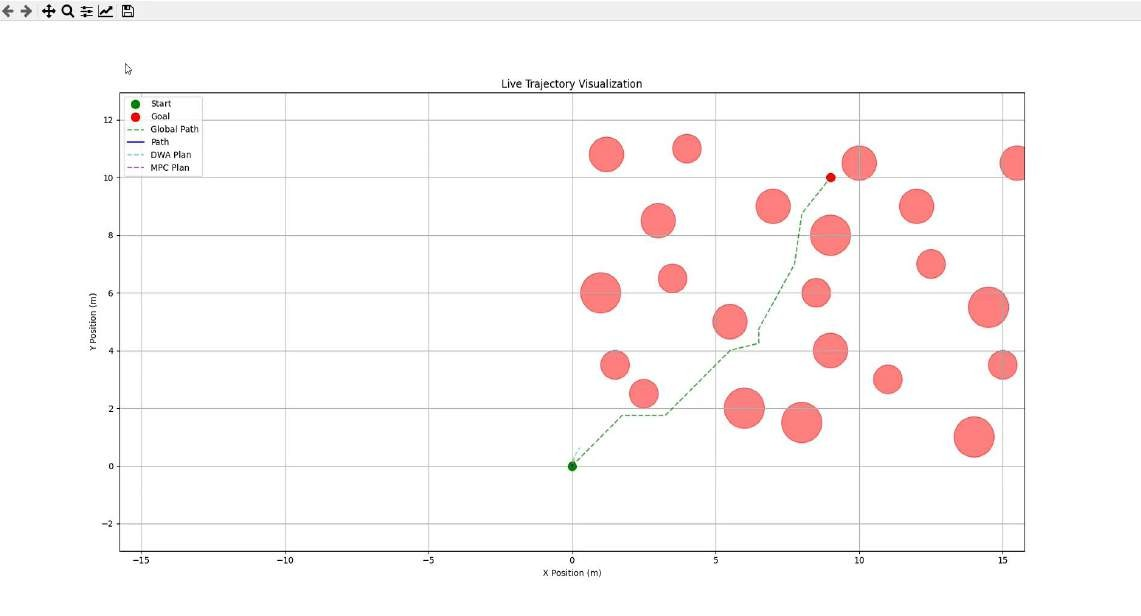 Live Trajectory Visualization
Start
Goal
Global Path
Path
DWA Plan
MPC Plan
12
10
8
6
4
2
0
−2
Y Position (m)
−15
−10
−5
0
5
10
15
X Position (m)